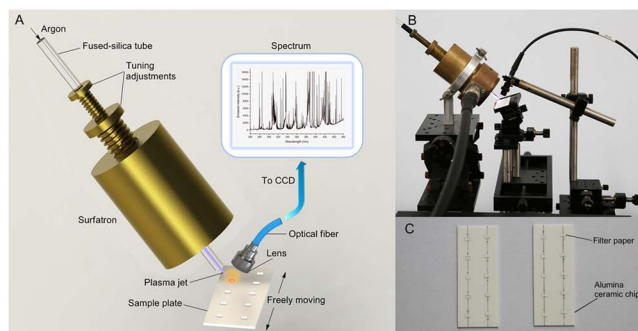 A
Argon
Fused-silica tube
Tuning
adjustments
Surfatron
Spectrum
To CCD
Optical fiber
Lens
Plasma jet
Sample plate
Freely moving
B
C
Filter paper
Alumina
ceramic chip